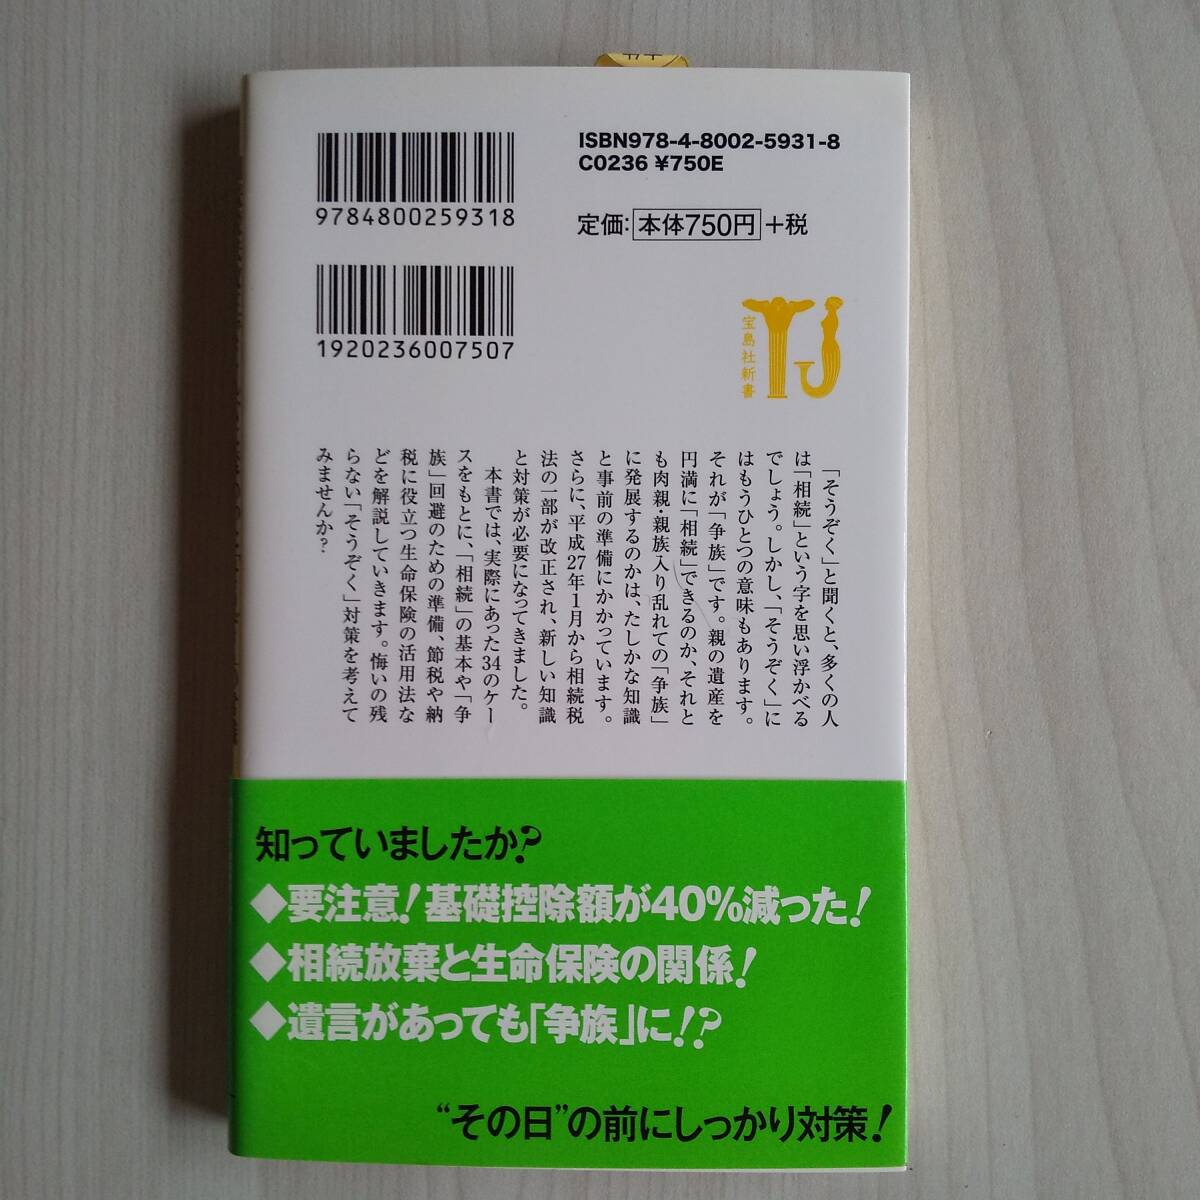 ISBN978-4-8002-5931-8
C0236 ¥750E
9784800259318
定価:本体750円+税
1920236007507
宝島社新書
TJ
「そうぞく」と聞くと、多くの人
は「相続」という字を思い浮かべる
でしょう。しかし、「そうぞく」に
はもうひとつの意味もあります。
それが「争族」です。親の遺産を
円満に「相続」できるのか、それと
も肉親・親族入り乱れての「争族」
に発展するのかは、たしかな知識
と事前の準備にかかっています。
さらに、平成27年1月から相続税
法の一部が改正され、新しい知識
と対策が必要になってきました。
本書では、実際にあった34のケー
スをもとに、「相続」の基本や「争
族」回避のための準備、節税や納
税に役立つ生命保険の活用法な
どを解説していきます。悔いの残
らない「そうぞく」対策を考えて
みませんか?
知っていましたか?
◆要注意!基礎控除額が40%減った!
◆相続放棄と生命保険の関係!
◆遺言があっても「争族」に!?
“その日”の前にしっかり対策!